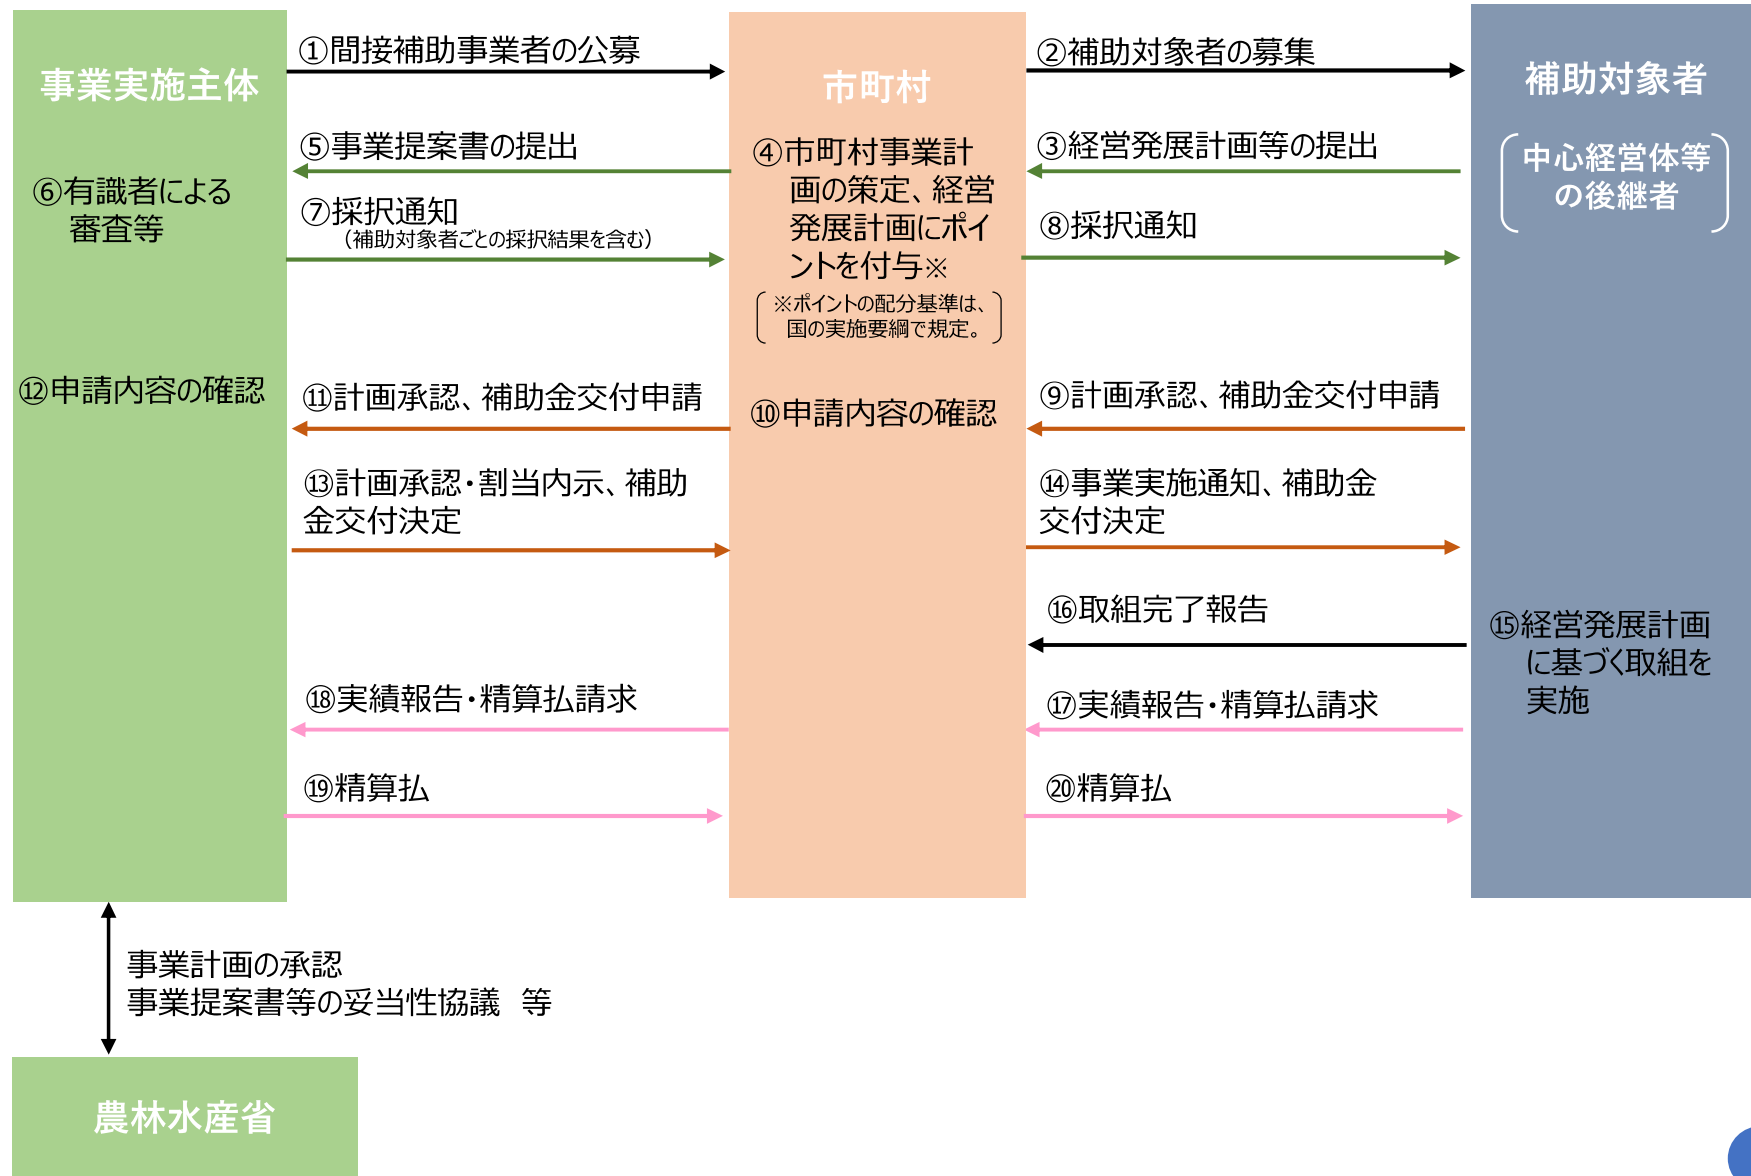 事業実施主体
①間接補助事業者の公募
市町村
②補助対象者の募集
補助対象者
⑤事業提案書の提出
④市町村事業計
画の策定、経営
発展計画にポイ
ントを付与※
※ポイントの配分基準は、
国の実施要綱で規定。
③経営発展計画等の提出
中心経営体等
の後継者
⑥有識者による
審査等
⑦採択通知
（補助対象者ごとの採択結果を含む）
⑧採択通知
⑫申請内容の確認
⑪計画承認、補助金交付申請
⑩申請内容の確認
⑨計画承認、補助金交付申請
⑬計画承認・割当内示、補助
金交付決定
⑭事業実施通知、補助金
交付決定
⑯取組完了報告
⑮経営発展計画
に基づく取組を
実施
⑱実績報告・精算払請求
⑰実績報告・精算払請求
⑲精算払
⑳精算払
事業計画の承認
事業提案書等の妥当性協議　等
農林水産省